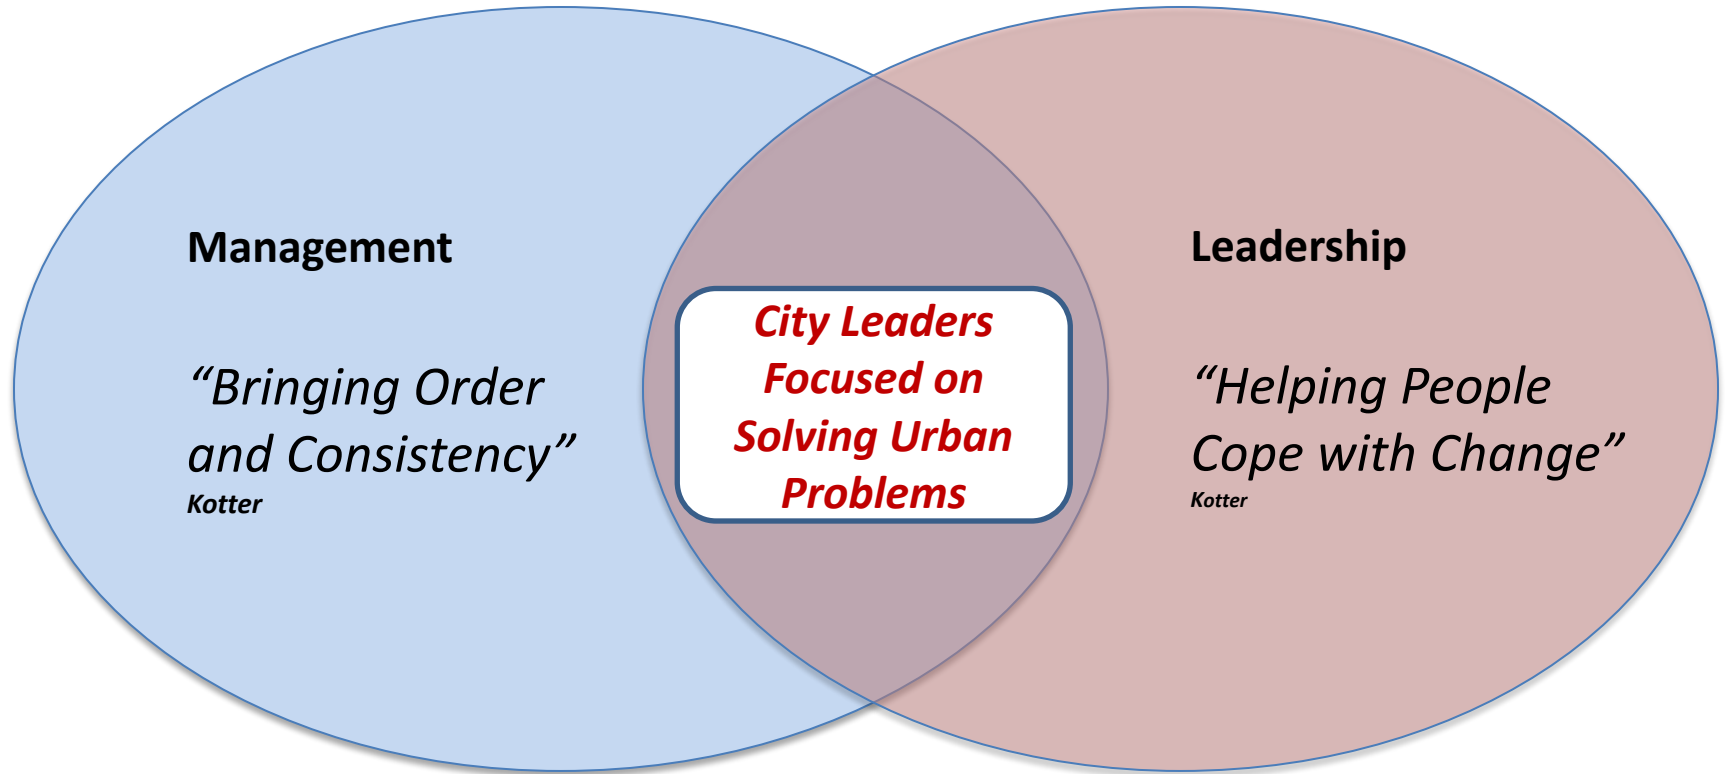 Management
“Bringing Order
and Consistency”
Kotter
City Leaders
Focused on
Solving Urban
Problems
Leadership
“Helping People
Cope with Change”
Kotter